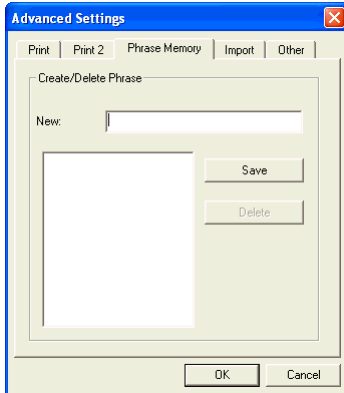 Advanced Settings
Print Print 2 Phrase Memory Import Other
Create/Delete Phrase
New:
Save
Delete
OK Cancel